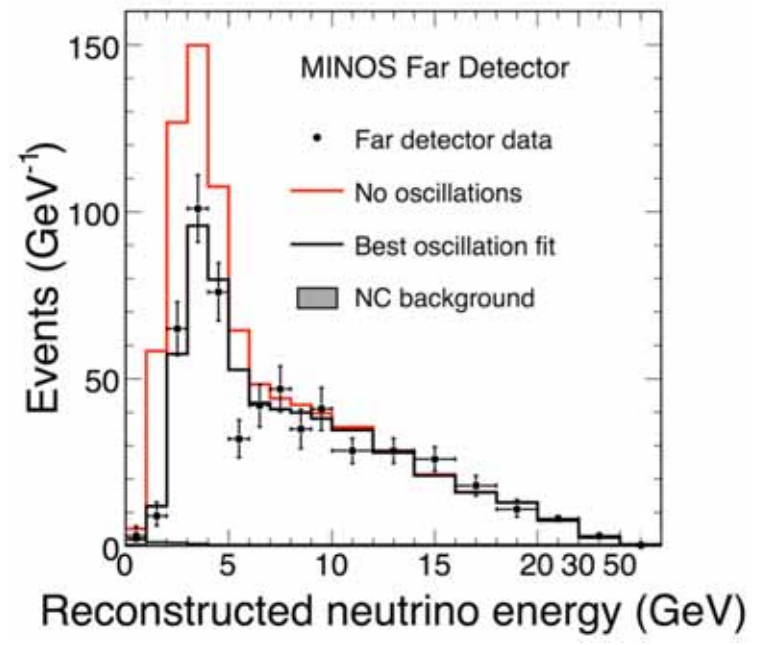 MINOS Far Detector
Far detector data
No oscillations
Best oscillation fit
NC background
Events (GeV⁻¹)
150
100
50
0
0 5 10 15 20 30 50
Reconstructed neutrino energy (GeV)